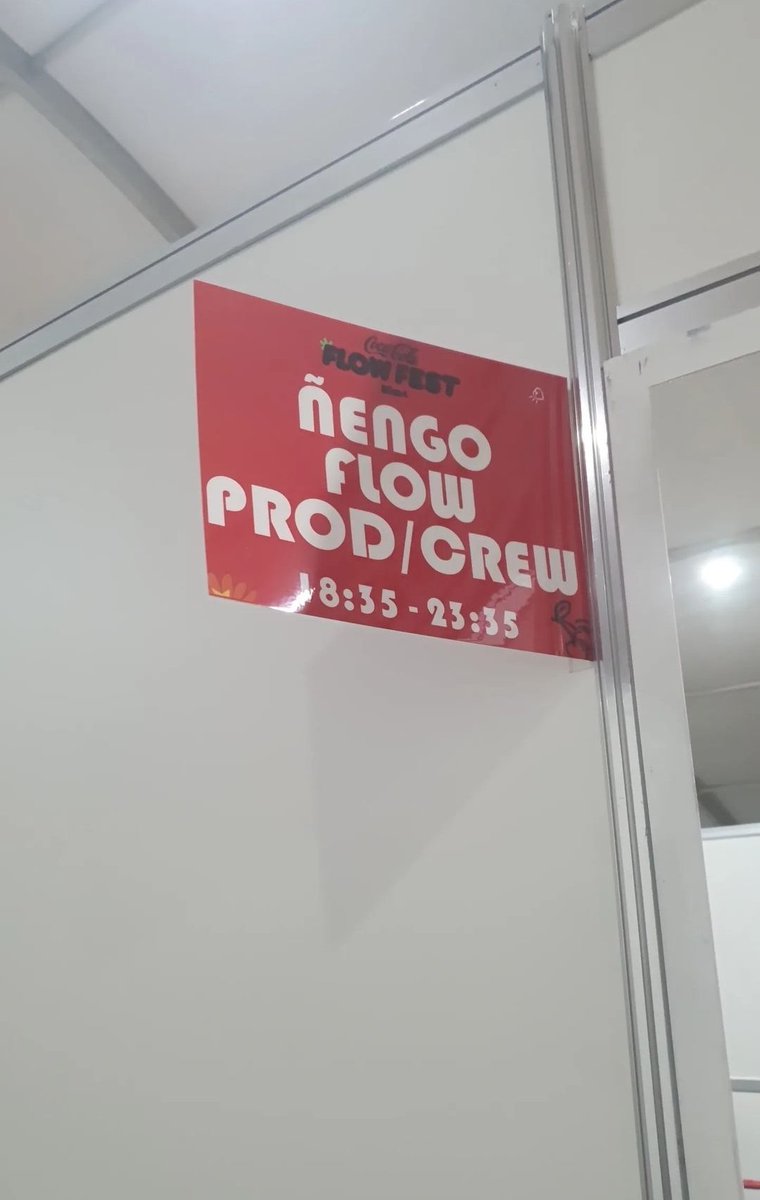 Coca-Cola
FLOW FEST
ÑENGO
FLOW
PROD/CREW
18:35 - 23:35